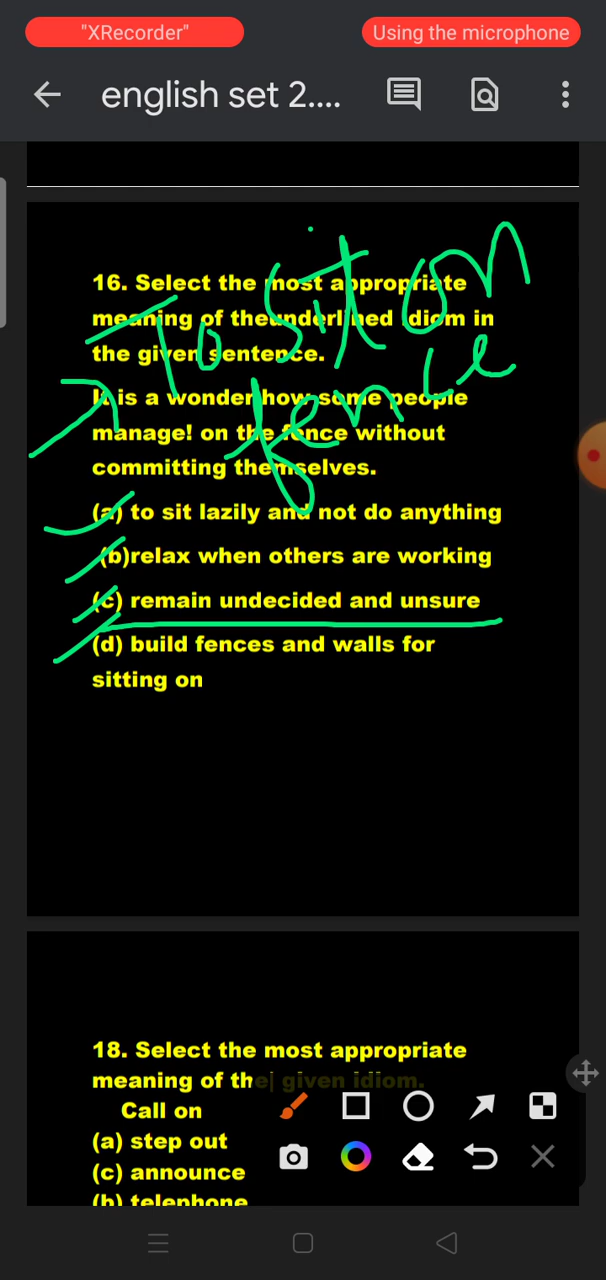 "XRecorder"
Using the microphone
english set 2....
16. Select the most appropriate
meaning of theunderlined idiom in
the given sentence.
To sit on
fence
It is a wonder how some people
manage! on the fence without
committing themselves.
(a) to sit lazily and not do anything
(b)relax when others are working
(c) remain undecided and unsure
(d) build fences and walls for
sitting on
18. Select the most appropriate
meaning of the| given idiom.
Call on
(a) step out
(c) announce
(b) telephone